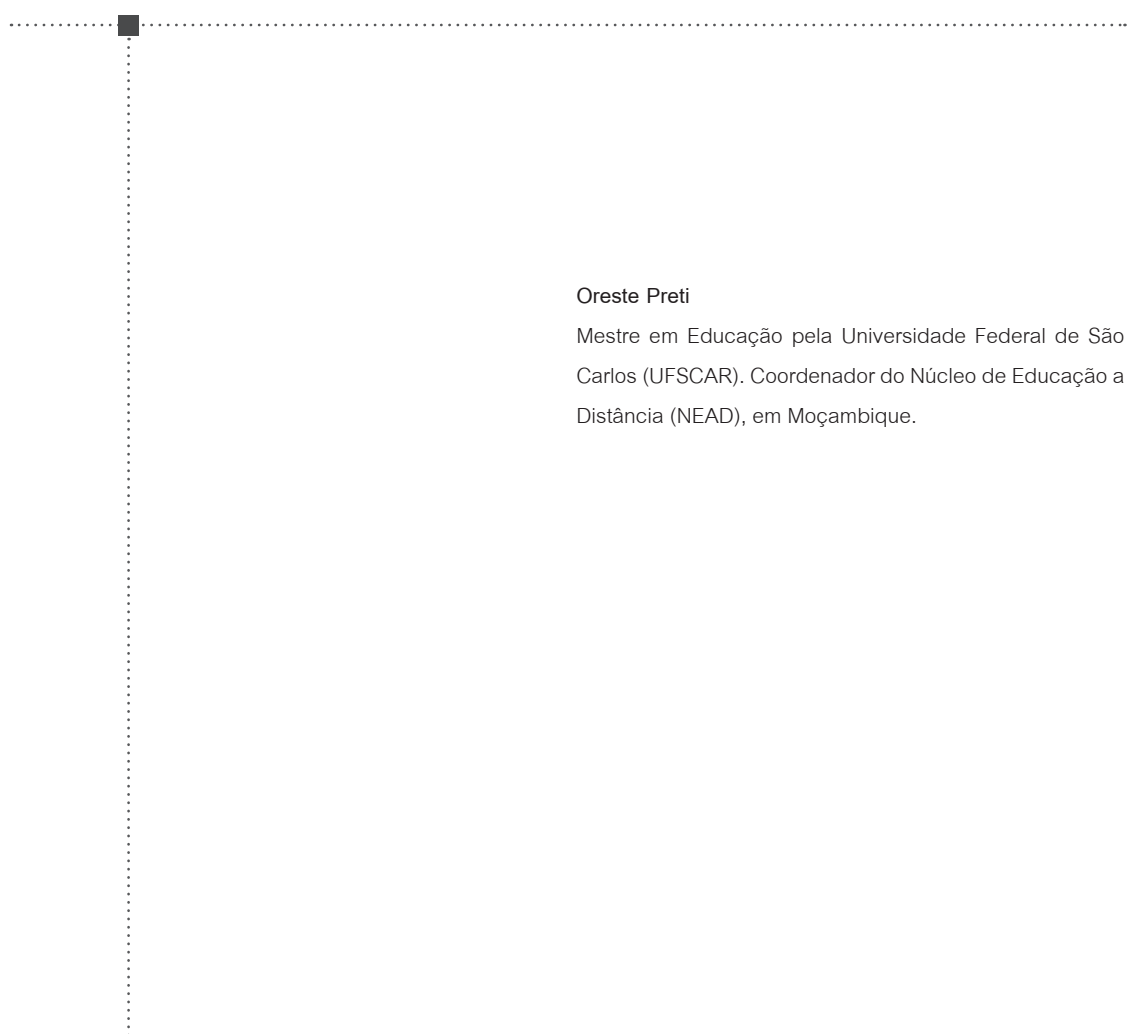 Oreste Preti
Mestre em Educação pela Universidade Federal de São
Carlos (UFSCAR). Coordenador do Núcleo de Educação a
Distância (NEAD), em Moçambique.